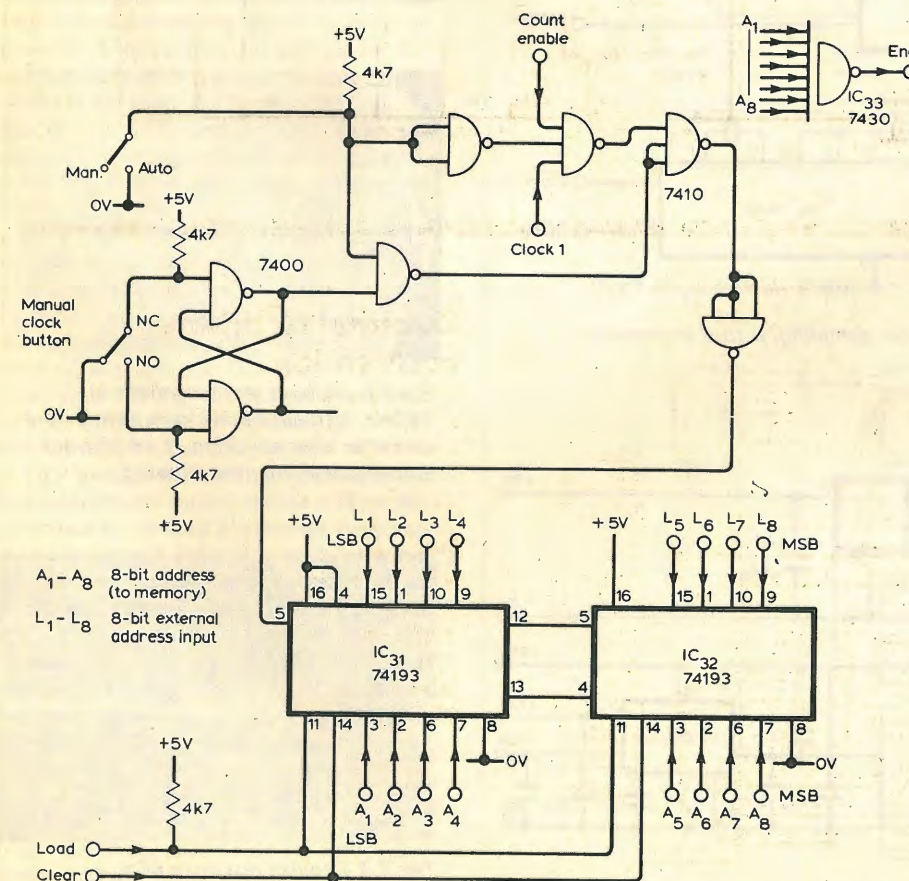 +5V
4k7
Count
enable
A1
A8
IC33
7430
Man.
Auto
0V
+5V
4k7
7400
7410
Clock 1
Manual
clock
button
NC
NO
0V
4k7
+5V
+5V
L1 L2 L3 L4
LSB
+5V
L5 L6 L7 L8
MSB
A1 – A8 8-bit address
(to memory)
L1 – L8 8-bit external
address input
16 4 15 1 10 9
5
IC31
74193
12
13
11 14 3 2 6 7 8
0V
A1 A2 A3 A4
LSB
16 15 1 10 9
5
4
IC32
74193
11 14 3 2 6 7 8
0V
A5 A6 A7 A8
MSB
+5V
4k7
Load
Clear